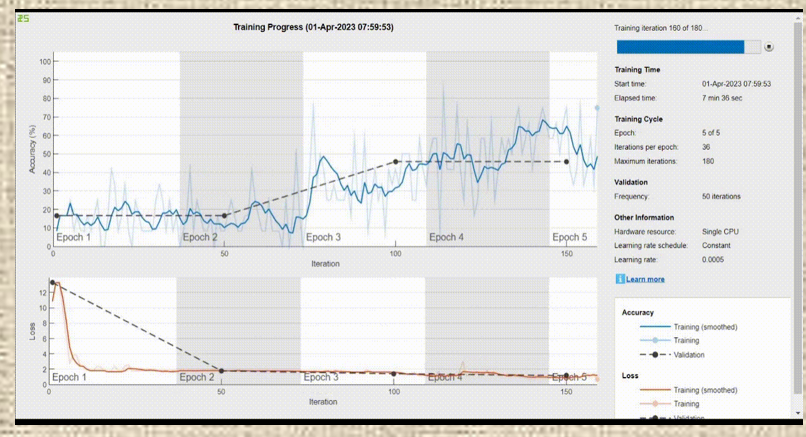 25
Training Progress (01-Apr-2023 07:59:53)
Training iteration 160 of 180...
Training Time
Start time: 01-Apr-2023 07:59:53
Elapsed time: 7 min 36 sec
Training Cycle
Epoch: 5 of 5
Iterations per epoch: 36
Maximum iterations: 180
Validation
Frequency: 50 iterations
Other Information
Hardware resource: Single CPU
Learning rate schedule: Constant
Learning rate: 0.0005
Learn more
Accuracy
Training (smoothed)
Training
Validation
Loss
Training (smoothed)
Training
Validation
Accuracy (%)
100
90
80
70
60
50
40
30
20
10
0
Epoch 1 Epoch 2 Epoch 3 Epoch 4 Epoch 5
0 50 100 150
Iteration
Loss
12
10
8
6
4
2
0
Epoch 1 Epoch 2 Epoch 3 Epoch 4 Epoch 5
0 50 100 150
Iteration